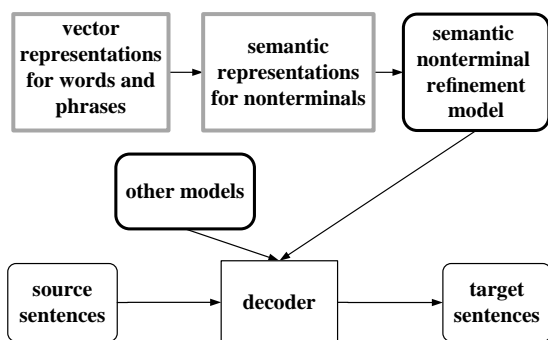 vector
representations
for words and
phrases
semantic
representations
for nonterminals
semantic
nonterminal
refinement
model
other models
source
sentences
decoder
target
sentences